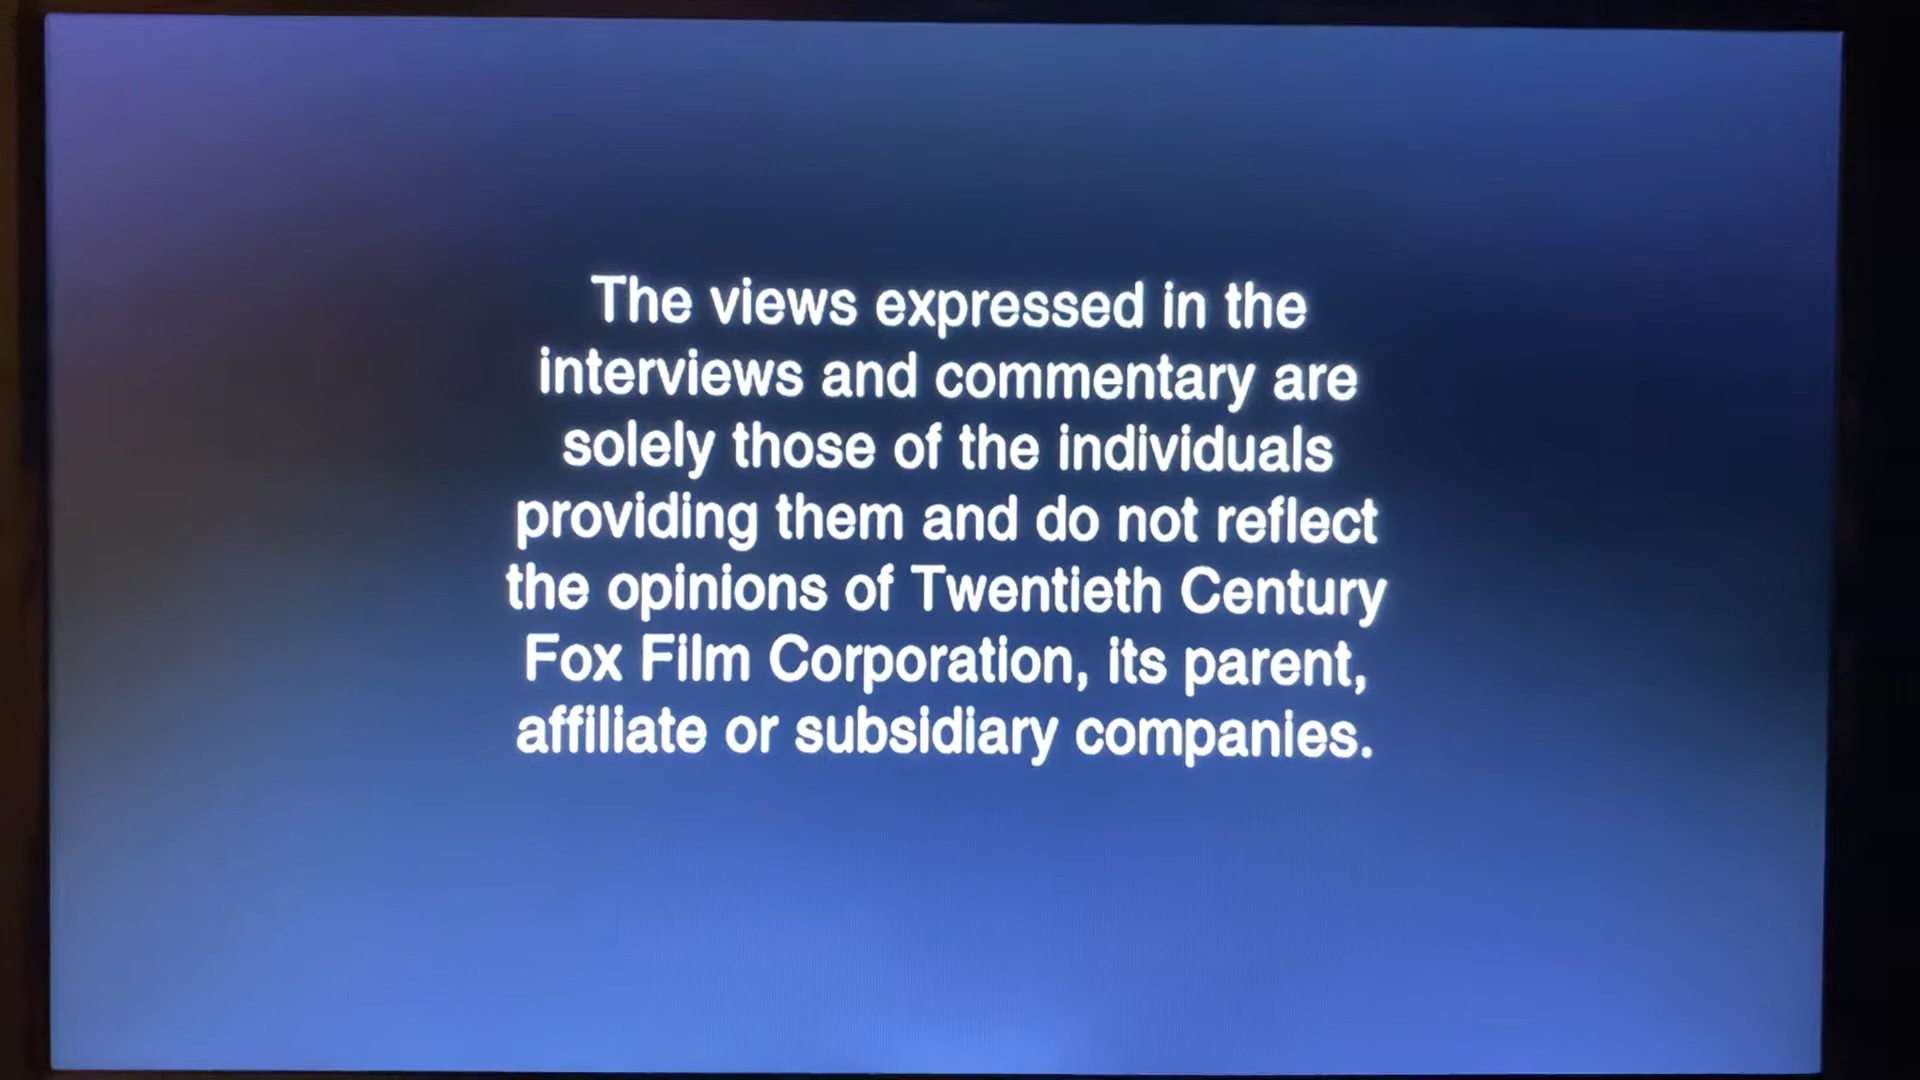 The views expressed in the
interviews and commentary are
solely those of the individuals
providing them and do not reflect
the opinions of Twentieth Century
Fox Film Corporation, its parent,
affiliate or subsidiary companies.